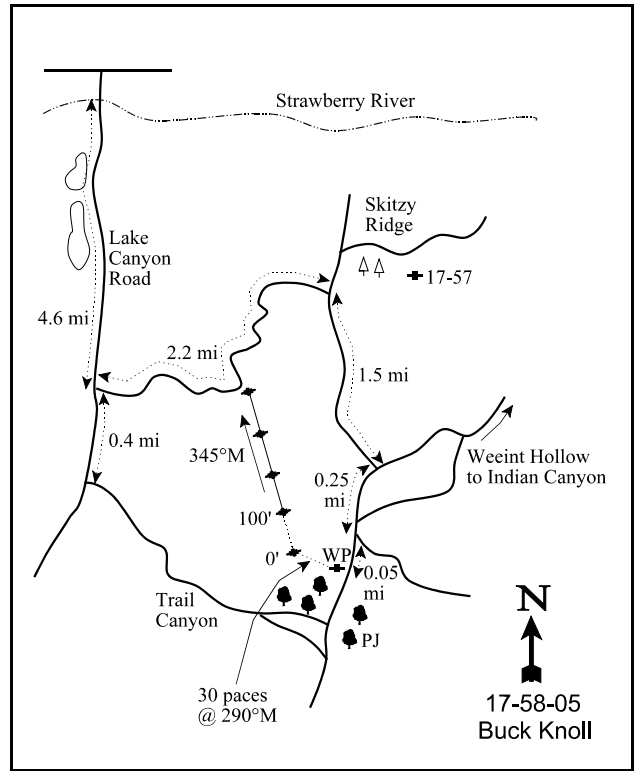 Strawberry River
Skitzy
Ridge
17-57
Lake
Canyon
Road
4.6 mi
2.2 mi
1.5 mi
0.4 mi
345°M
Weeint Hollow
to Indian Canyon
0.25
mi
100'
0'
WP
0.05
mi
Trail
Canyon
PJ
30 paces
@ 290°M
N
17-58-05
Buck Knoll